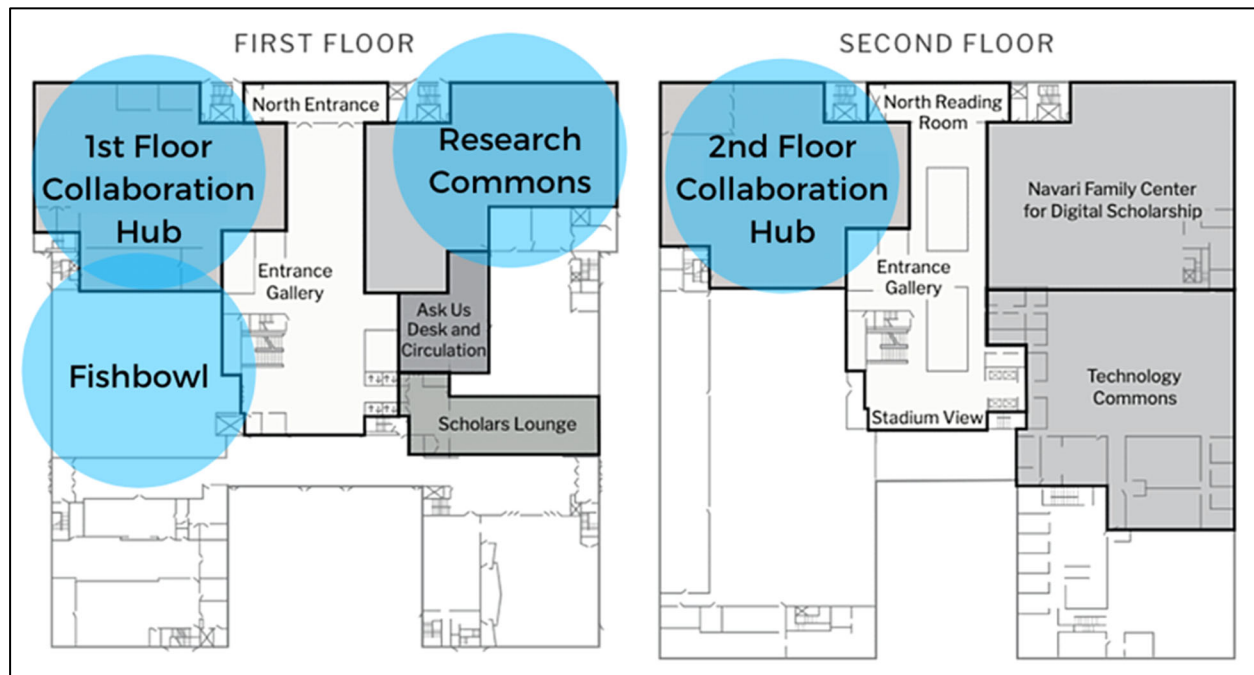 FIRST FLOOR
North Entrance
1st Floor
Collaboration
Hub
Research
Commons
Entrance
Gallery
Ask Us
Desk and
Circulation
Fishbowl
Scholars Lounge
SECOND FLOOR
North Reading
Room
2nd Floor
Collaboration
Hub
Navari Family Center
for Digital Scholarship
Entrance
Gallery
Technology
Commons
Stadium View